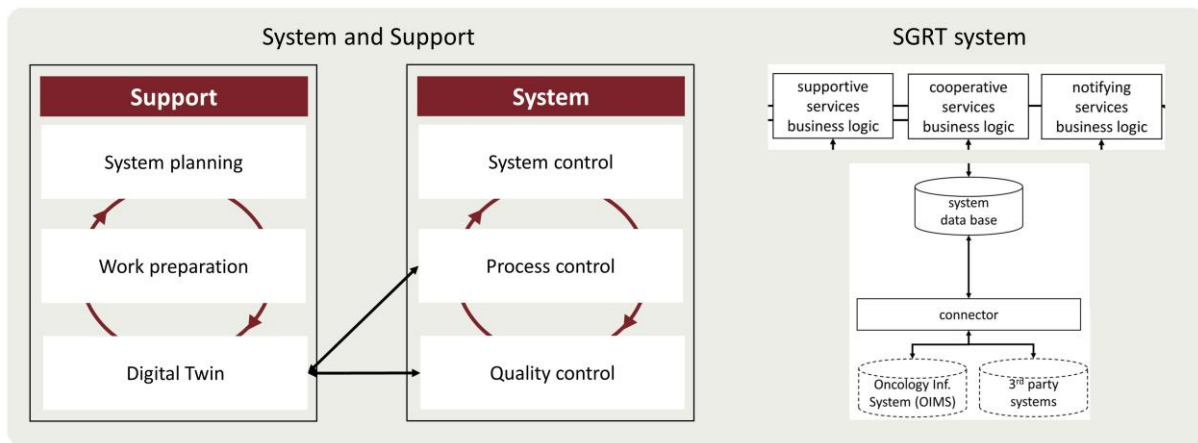 System and Support
Support
System planning
Work preparation
Digital Twin
System
System control
Process control
Quality control
SGRT system
supportive
services
business logic
cooperative
services
business logic
notifying
services
business logic
system
data base
connector
Oncology Inf.
System (OIMS)
3rd party
systems